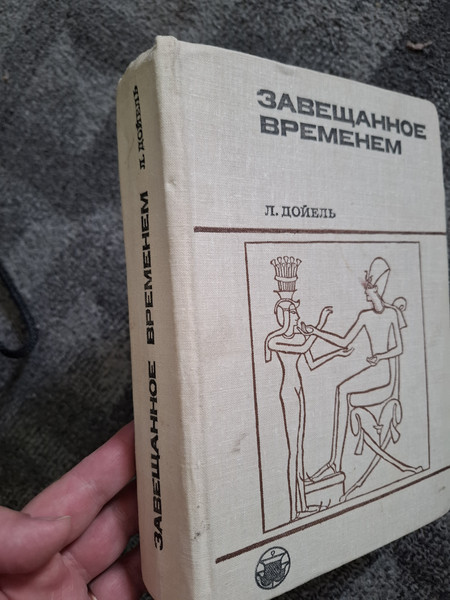 ЗАВЕЩАННОЕ
ВРЕМЕНЕМ
Л. ДОЙЕЛЬ
ЗАВЕЩАННОЕ ВРЕМЕНЕМ Л. ДОЙЕЛЬ